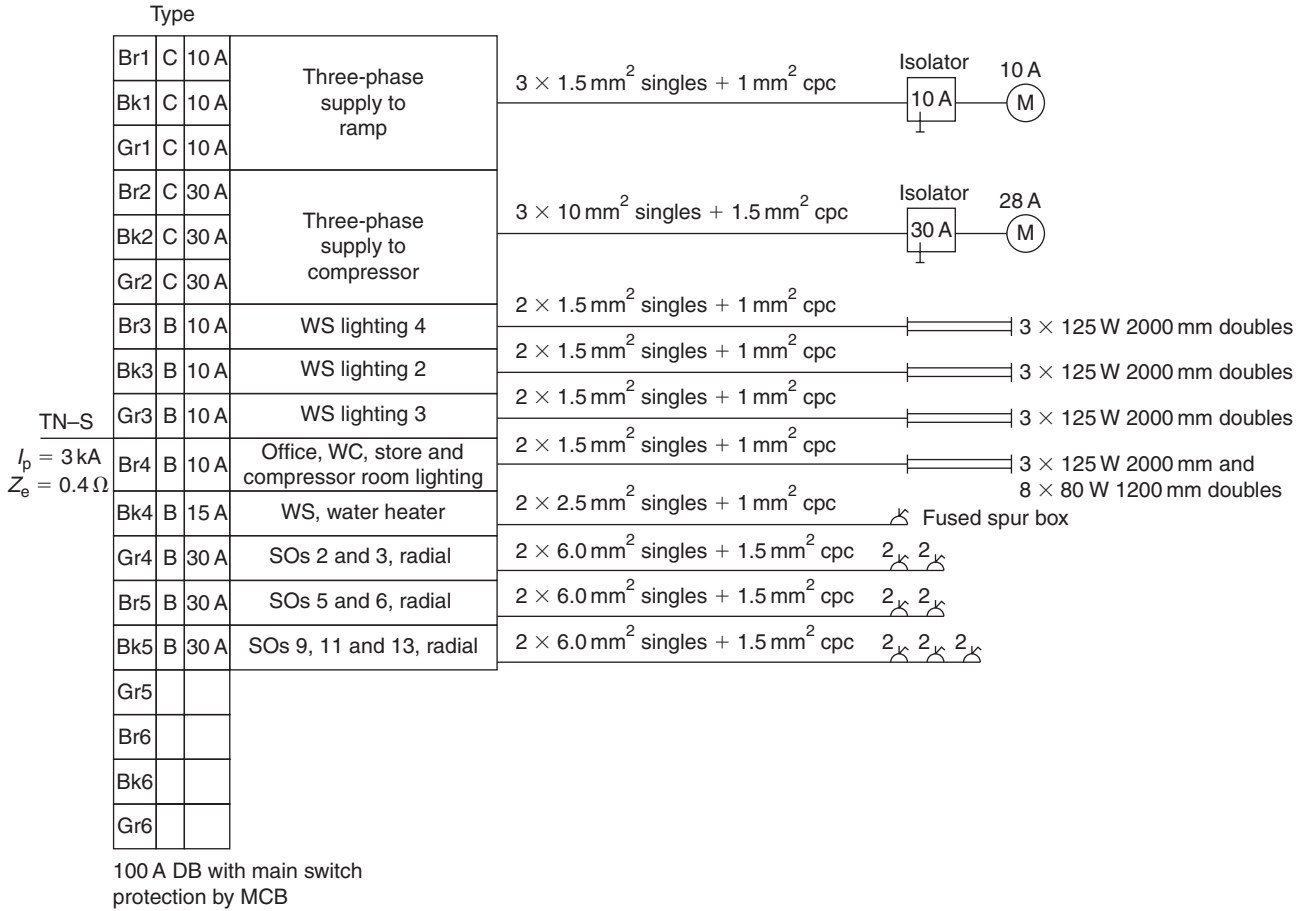 Type
Br1 C 10 A
Bk1 C 10 A
Gr1 C 10 A
Three-phase
supply to
ramp
3 × 1.5 mm² singles + 1 mm² cpc
Isolator
10 A
10 A
M
Br2 C 30 A
Bk2 C 30 A
Gr2 C 30 A
Three-phase
supply to
compressor
3 × 10 mm² singles + 1.5 mm² cpc
Isolator
30 A
28 A
M
Br3 B 10 A WS lighting 4
2 × 1.5 mm² singles + 1 mm² cpc
3 × 125 W 2000 mm doubles
Bk3 B 10 A WS lighting 2
2 × 1.5 mm² singles + 1 mm² cpc
3 × 125 W 2000 mm doubles
Gr3 B 10 A WS lighting 3
2 × 1.5 mm² singles + 1 mm² cpc
3 × 125 W 2000 mm doubles
TN–S
Iₚ = 3 kA
Zₑ = 0.4 Ω
Br4 B 10 A
Office, WC, store and
compressor room lighting
2 × 1.5 mm² singles + 1 mm² cpc
3 × 125 W 2000 mm and
8 × 80 W 1200 mm doubles
Bk4 B 15 A WS, water heater
2 × 2.5 mm² singles + 1 mm² cpc
Fused spur box
Gr4 B 30 A SOs 2 and 3, radial
2 × 6.0 mm² singles + 1.5 mm² cpc
2 2
Br5 B 30 A SOs 5 and 6, radial
2 × 6.0 mm² singles + 1.5 mm² cpc
2 2
Bk5 B 30 A SOs 9, 11 and 13, radial
2 × 6.0 mm² singles + 1.5 mm² cpc
2 2 2
Gr5
Br6
Bk6
Gr6
100 A DB with main switch
protection by MCB